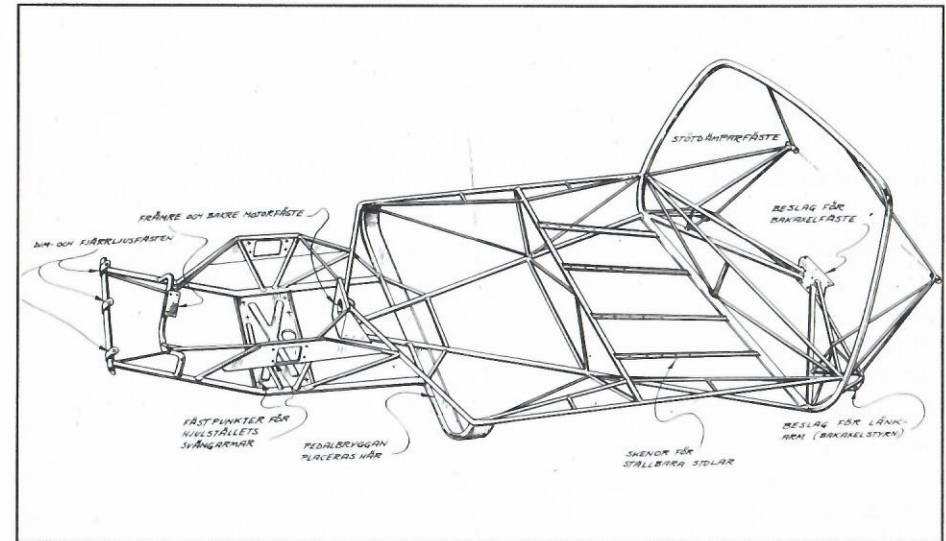 STÖTDÄMPARFÄSTE
BESLAG FÖR
BAKAXELFÄSTE
FRÄMRE OCH BAKRE MOTORFÄSTE
DIM- OCH FJÄRRLJUSFÄSTEN
FÄSTPUNKTER FÖR
HJULSTÄLLETS
SVÄNGARMAR
PEDALBRYGGAN
PLACERAS HÄR
SKENOR FÖR
STÄLLBARA STOLAR
BESLAG FÖR LÄNK-
ARM (BAKAXELSTYRN)